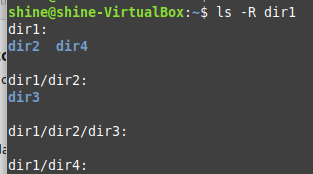 shine@shine-VirtualBox:~$ ls -R dir1
dir1:
dir2  dir4
dir1/dir2:
dir3
dir1/dir2/dir3:
dir1/dir4: